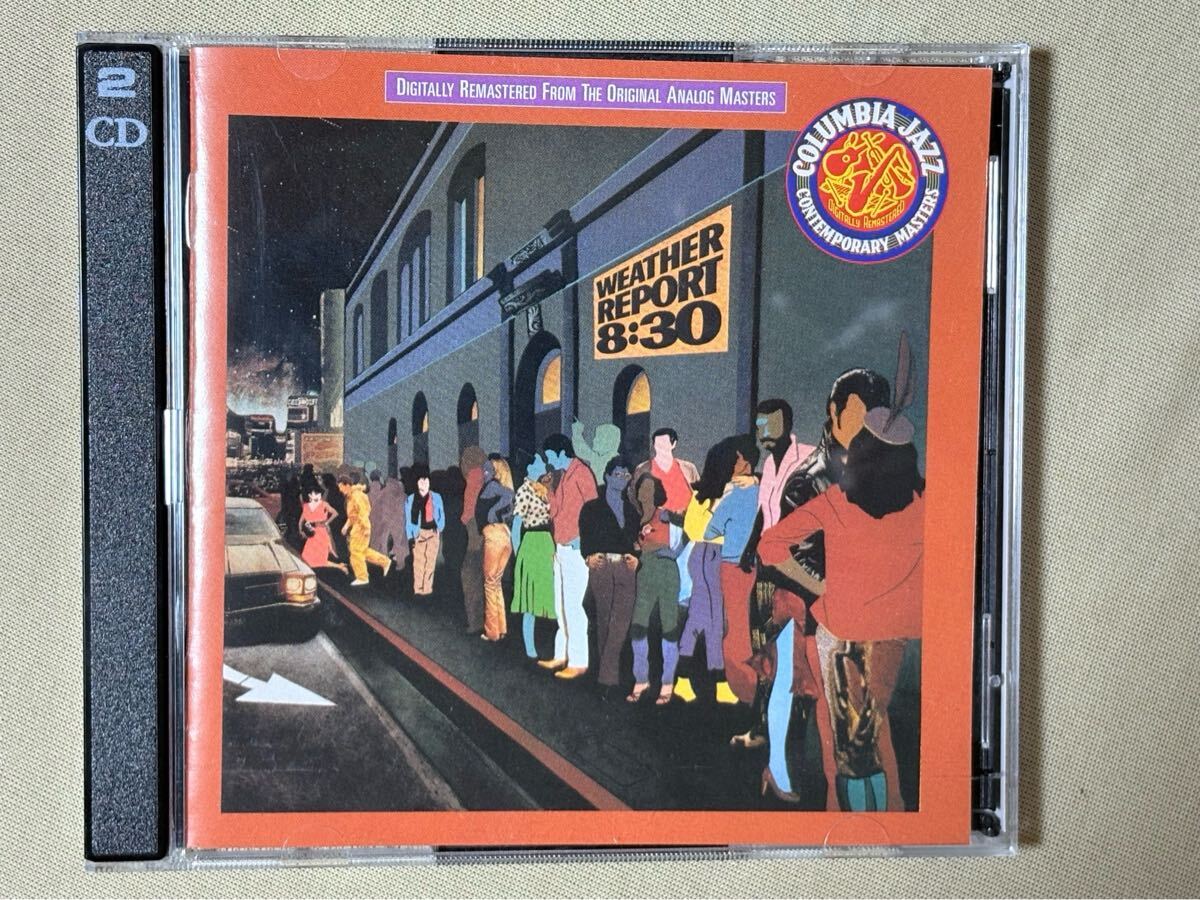 2
CD
DIGITALLY REMASTERED FROM THE ORIGINAL ANALOG MASTERS
COLUMBIA JAZZ
DIGITALLY REMASTERED
CONTEMPORARY MASTERS
WEATHER
REPORT
8:30